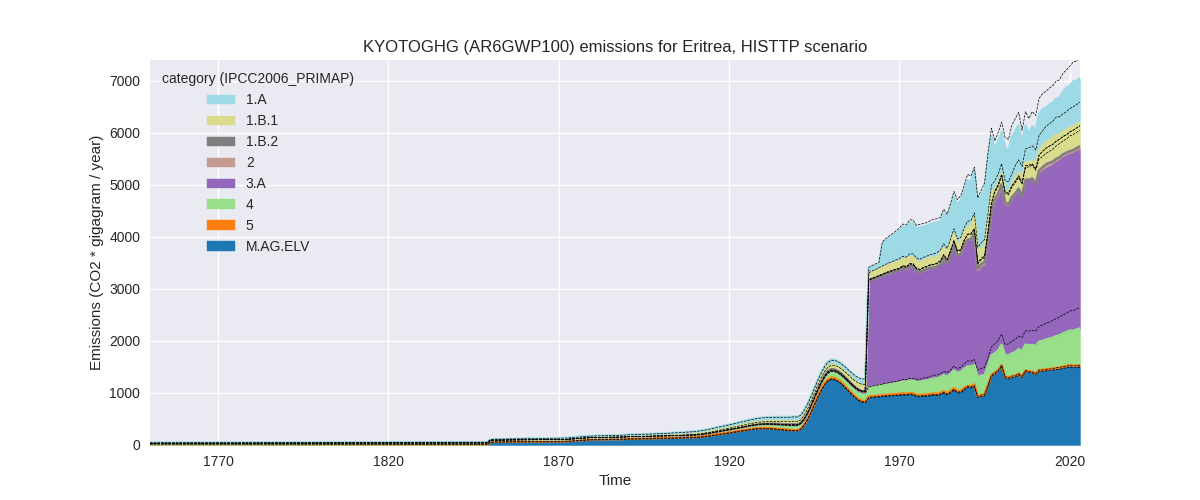 KYOTOGHG (AR6GWP100) emissions for Eritrea, HISTTP scenario
Emissions (CO2 * gigagram / year)
7000
6000
5000
4000
3000
2000
1000
0
category (IPCC2006_PRIMAP)
1.A
1.B.1
1.B.2
2
3.A
4
5
M.AG.ELV
1770 1820 1870 1920 1970 2020
Time